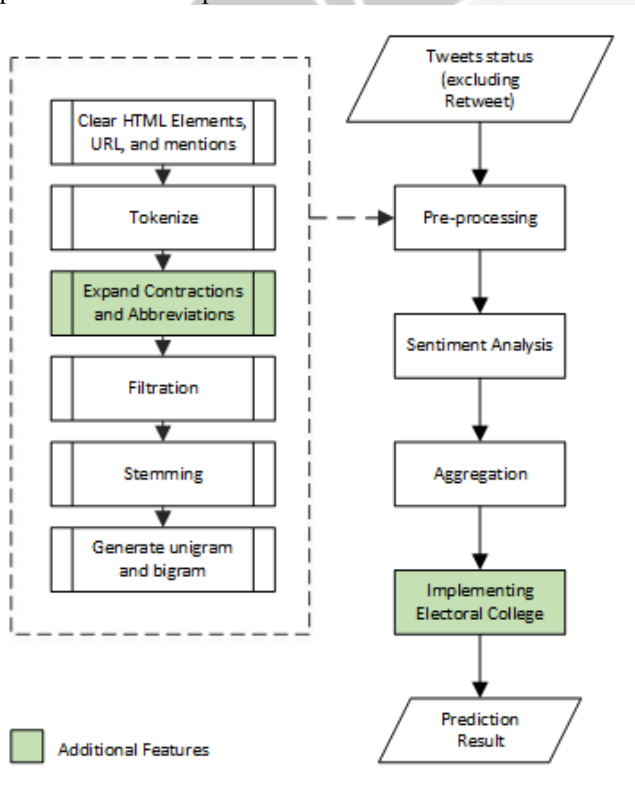 Clear HTML Elements,
URL, and mentions
Tokenize
Expand Contractions
and Abbreviations
Filtration
Stemming
Generate unigram
and bigram
Tweets status
(excluding
Retweet)
Pre-processing
Sentiment Analysis
Aggregation
Implementing
Electoral College
Prediction
Result
Additional Features